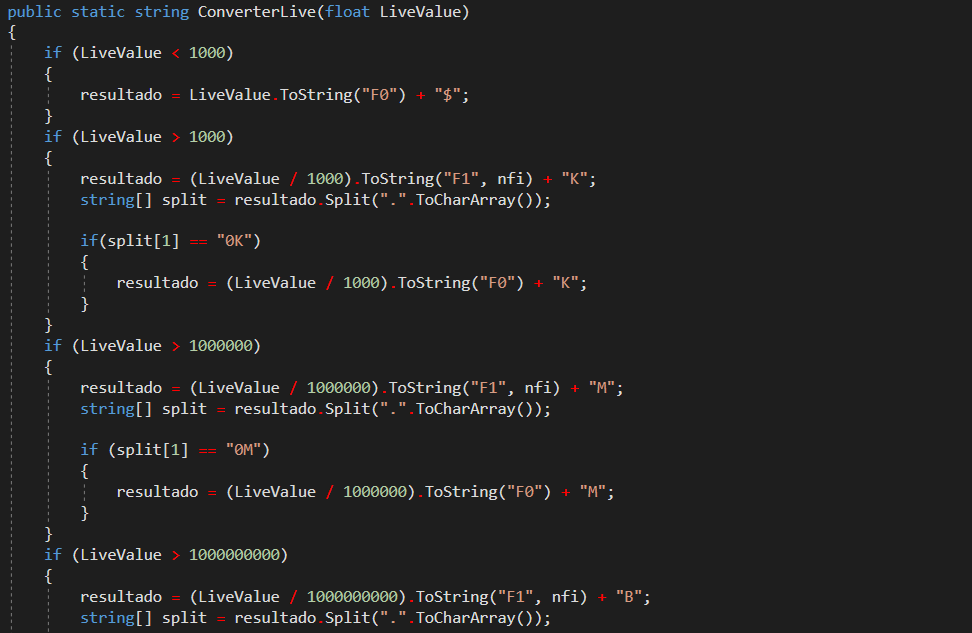 public static string ConverterLive(float LiveValue)
{
if (LiveValue < 1000)
{
resultado = LiveValue.ToString("F0") + "$";
}
if (LiveValue > 1000)
{
resultado = (LiveValue / 1000).ToString("F1", nfi) + "K";
string[] split = resultado.Split(".".ToCharArray());
if(split[1] == "0K")
{
resultado = (LiveValue / 1000).ToString("F0") + "K";
}
}
if (LiveValue > 1000000)
{
resultado = (LiveValue / 1000000).ToString("F1", nfi) + "M";
string[] split = resultado.Split(".".ToCharArray());
if (split[1] == "0M")
{
resultado = (LiveValue / 1000000).ToString("F0") + "M";
}
}
if (LiveValue > 1000000000)
{
resultado = (LiveValue / 1000000000).ToString("F1", nfi) + "B";
string[] split = resultado.Split(".".ToCharArray());